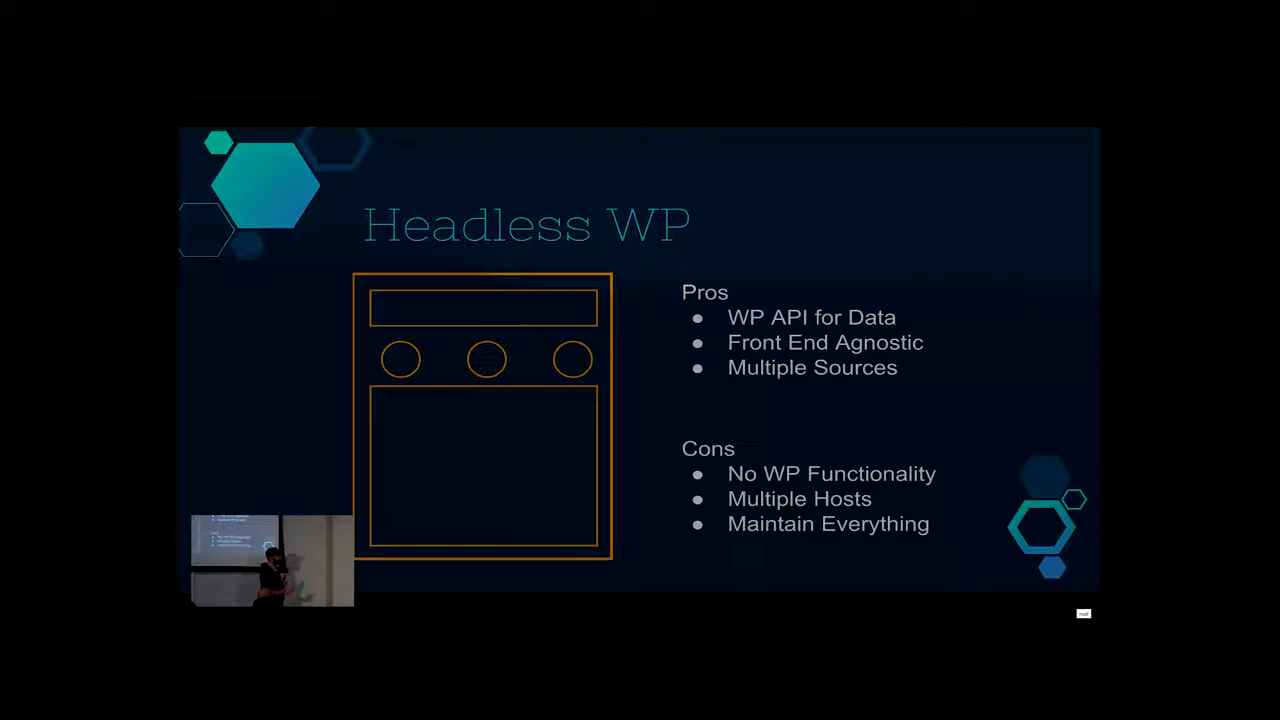 Headless WP
Pros
● WP API for Data
● Front End Agnostic
● Multiple Sources
Cons
● No WP Functionality
● Multiple Hosts
● Maintain Everything